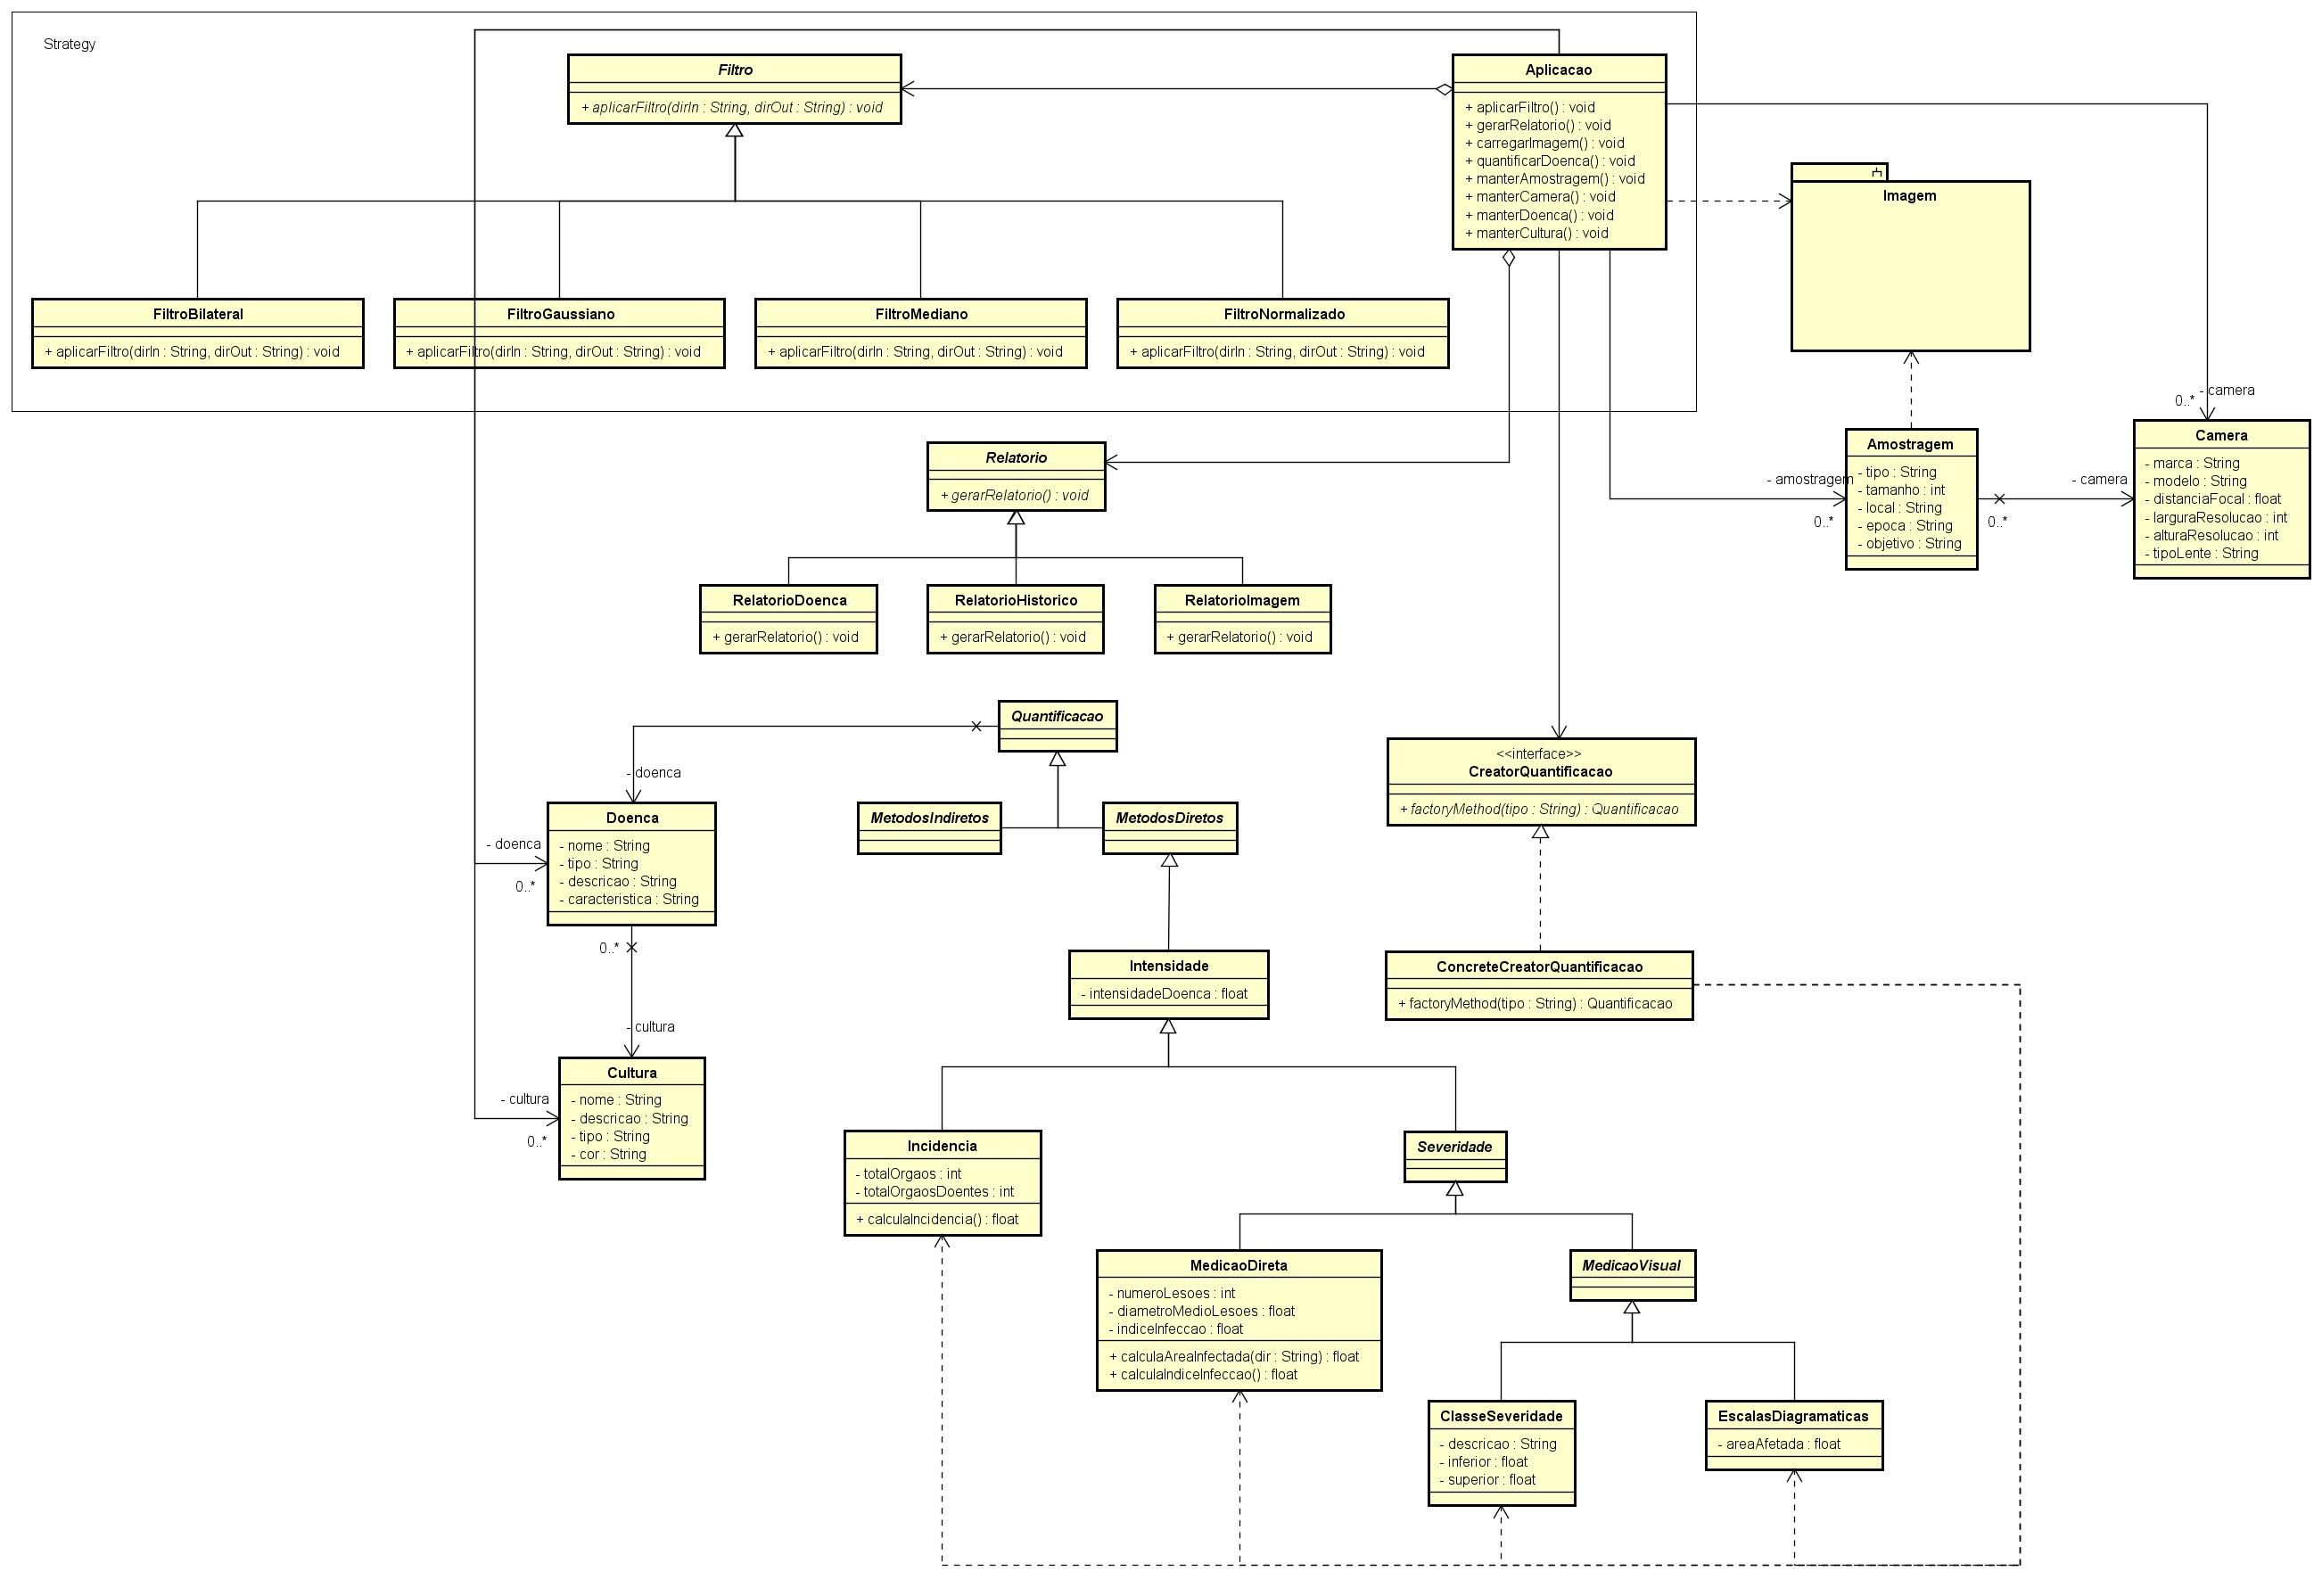 Strategy
Filtro
+ aplicarFiltro(dirIn : String, dirOut : String) : void
Aplicacao
+ aplicarFiltro() : void
+ gerarRelatorio() : void
+ carregarImagem() : void
+ quantificarDoenca() : void
+ manterAmostragem() : void
+ manterCamera() : void
+ manterDoenca() : void
+ manterCultura() : void
Imagem
FiltroBilateral
+ aplicarFiltro(dirIn : String, dirOut : String) : void
FiltroGaussiano
+ aplicarFiltro(dirIn : String, dirOut : String) : void
FiltroMediano
+ aplicarFiltro(dirIn : String, dirOut : String) : void
FiltroNormalizado
+ aplicarFiltro(dirIn : String, dirOut : String) : void
- camera
0..*
Relatorio
+ gerarRelatorio() : void
Amostragem
- tipo : String
- tamanho : int
- local : String
- epoca : String
- objetivo : String
- amostragem
0..*
- camera
0..*
Camera
- marca : String
- modelo : String
- distanciaFocal : float
- larguraResolucao : int
- alturaResolucao : int
- tipoLente : String
RelatorioDoenca
+ gerarRelatorio() : void
RelatorioHistorico
+ gerarRelatorio() : void
RelatorioImagem
+ gerarRelatorio() : void
Quantificacao
- doenca
<<interface>>
CreatorQuantificacao
+ factoryMethod(tipo : String) : Quantificacao
Doenca
- nome : String
- tipo : String
- descricao : String
- caracteristica : String
- doenca
0..*
MetodosIndiretos
MetodosDiretos
0..*
- cultura
Intensidade
- intensidadeDoenca : float
ConcreteCreatorQuantificacao
+ factoryMethod(tipo : String) : Quantificacao
Cultura
- nome : String
- descricao : String
- tipo : String
- cor : String
- cultura
0..*
Incidencia
- totalOrgaos : int
- totalOrgaosDoentes : int
+ calculaIncidencia() : float
Severidade
MedicaoDireta
- numeroLesoes : int
- diametroMedioLesoes : float
- indiceInfeccao : float
+ calculaAreaInfectada(dir : String) : float
+ calculaIndiceInfeccao() : float
MedicaoVisual
ClasseSeveridade
- descricao : String
- inferior : float
- superior : float
EscalasDiagramaticas
- areaAfetada : float